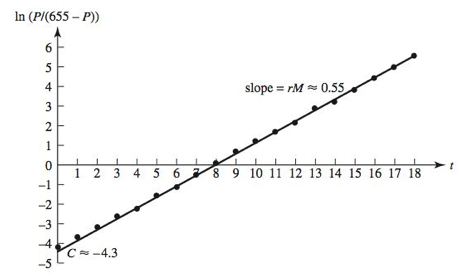 ln (P/(655 – P))
6
5
4
3
2
1
0
–1
–2
–3
–4
–5
1 2 3 4 5 6 7 8 9 10 11 12 13 14 15 16 17 18
t
slope = rM ≈ 0.55
C ≈ –4.3